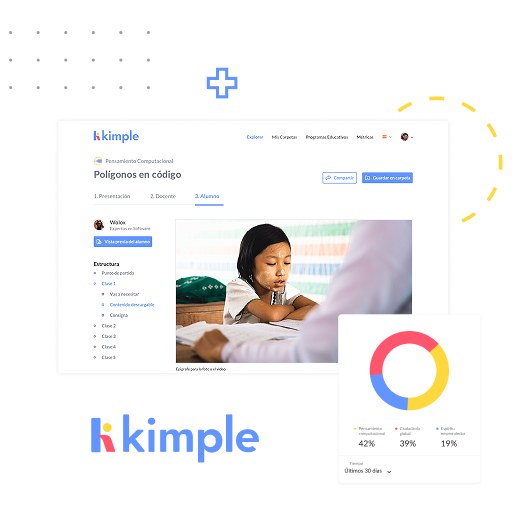 kimple
Explorar Mis Carpetas Programas Educativos Métricas
Pensamiento Computacional
Polígonos en código
Compartir Guardar en carpeta
1. Presentación 2. Docente 3. Alumno
Wolox
Expertos en Software
Vista previa del alumno
Estructura
Punto de partida
Clase 1
Vas a necesitar
Contenido descargable
Consigna
Clase 2
Clase 3
Clase 4
Clase 5
Epígrafe para la foto o el video
Pensamiento computacional
42%
Ciudadanía global
39%
Espíritu emprendedor
19%
Tiempo
Últimos 30 días
kimple